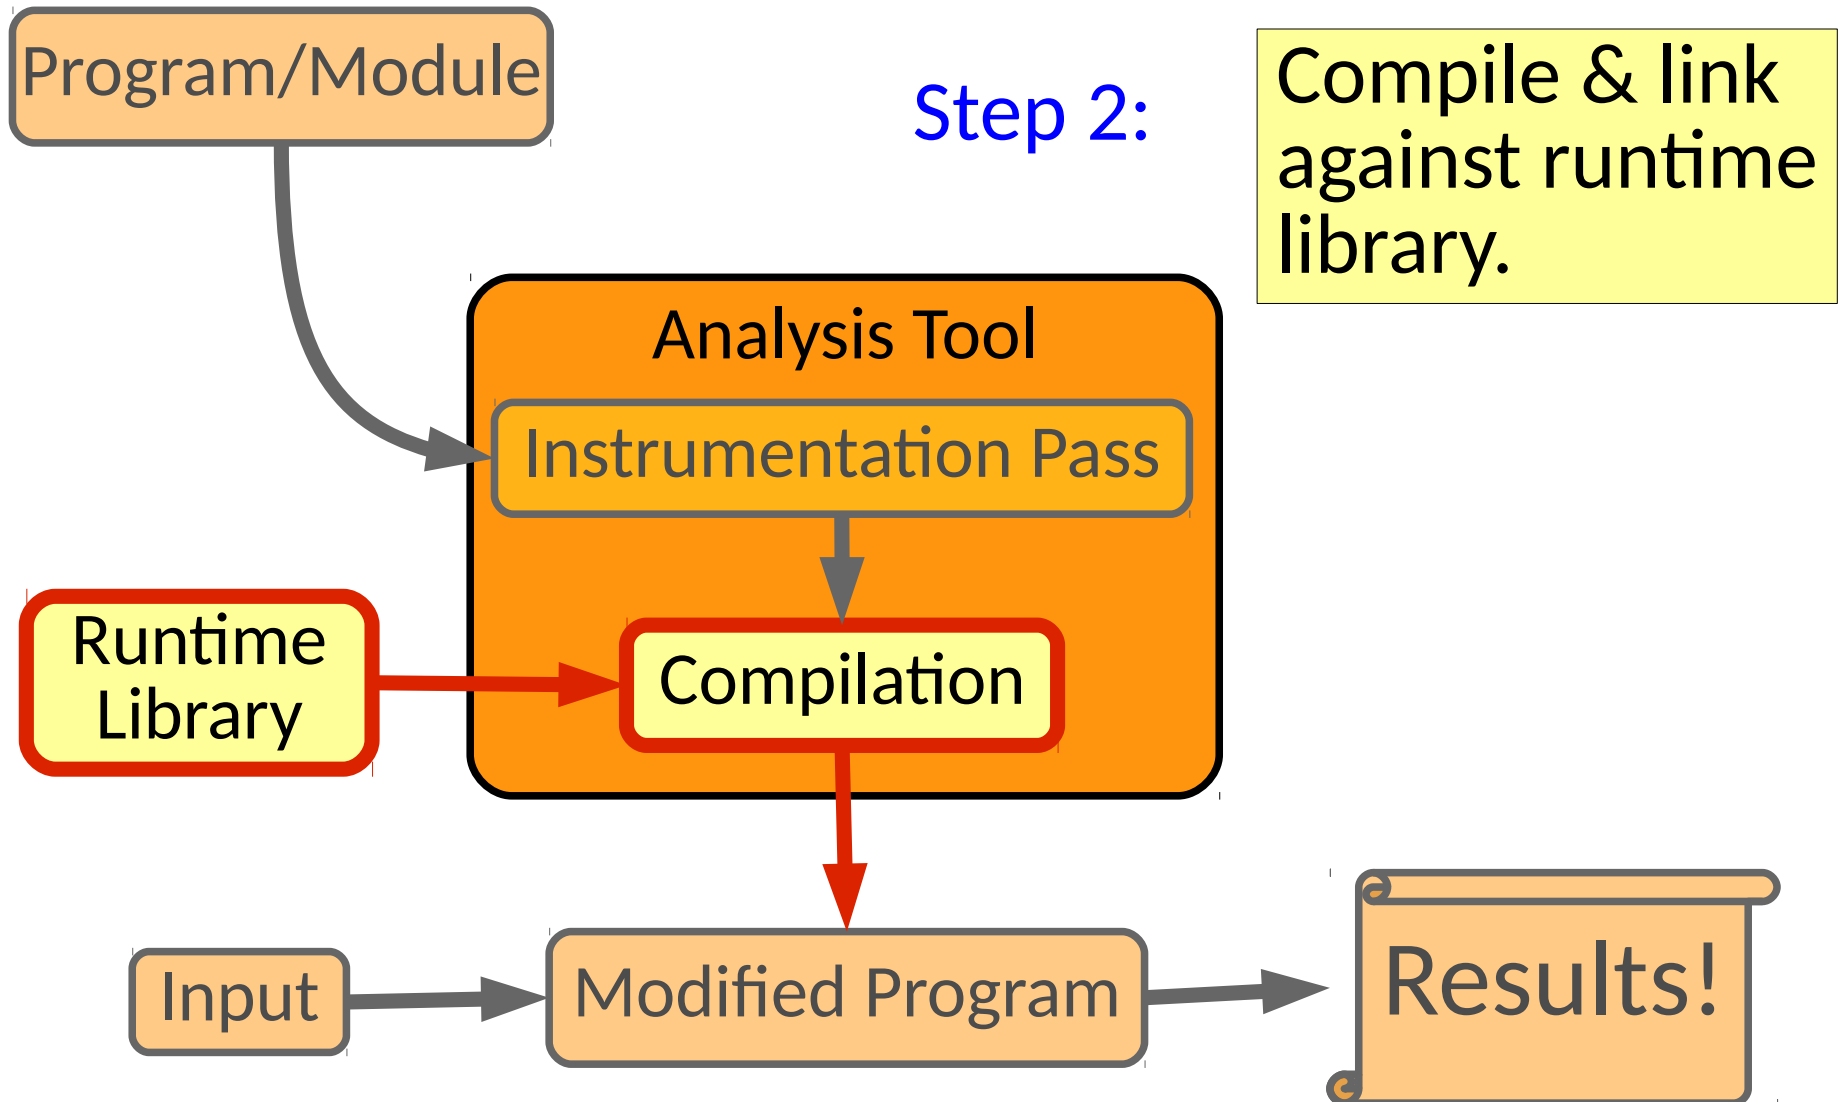 Program/Module
Step 2:
Compile & link
against runtime
library.
Analysis Tool
Instrumentation Pass
Runtime
Library
Compilation
Input
Modified Program
Results!